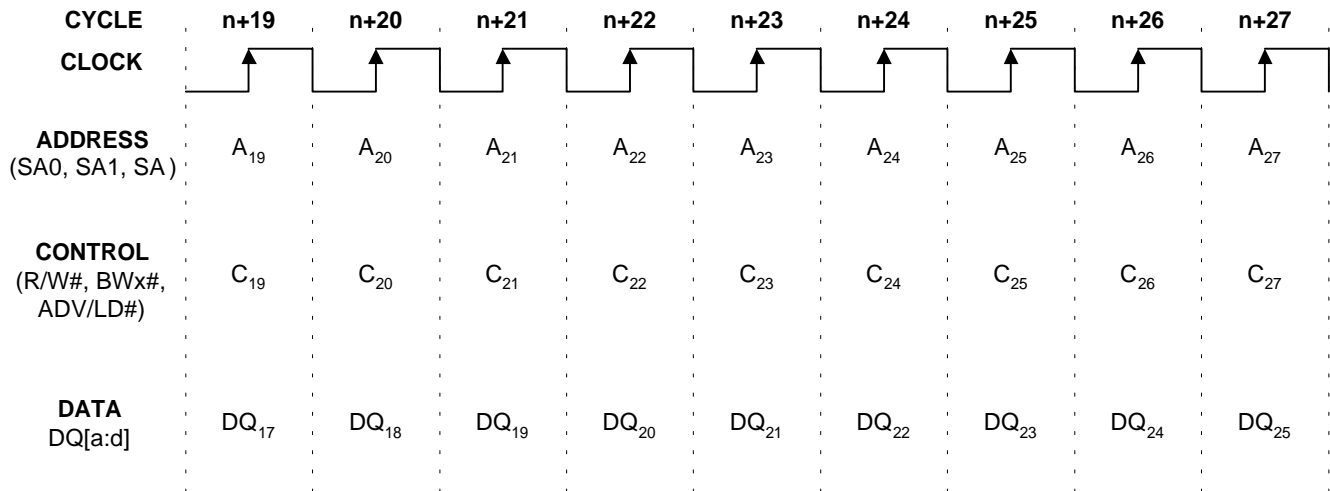 CYCLE n+19 n+20 n+21 n+22 n+23 n+24 n+25 n+26 n+27
CLOCK
ADDRESS
(SA0, SA1, SA) A19 A20 A21 A22 A23 A24 A25 A26 A27
CONTROL
(R/W#, BWx#,
ADV/LD#) C19 C20 C21 C22 C23 C24 C25 C26 C27
DATA
DQ[a:d] DQ17 DQ18 DQ19 DQ20 DQ21 DQ22 DQ23 DQ24 DQ25